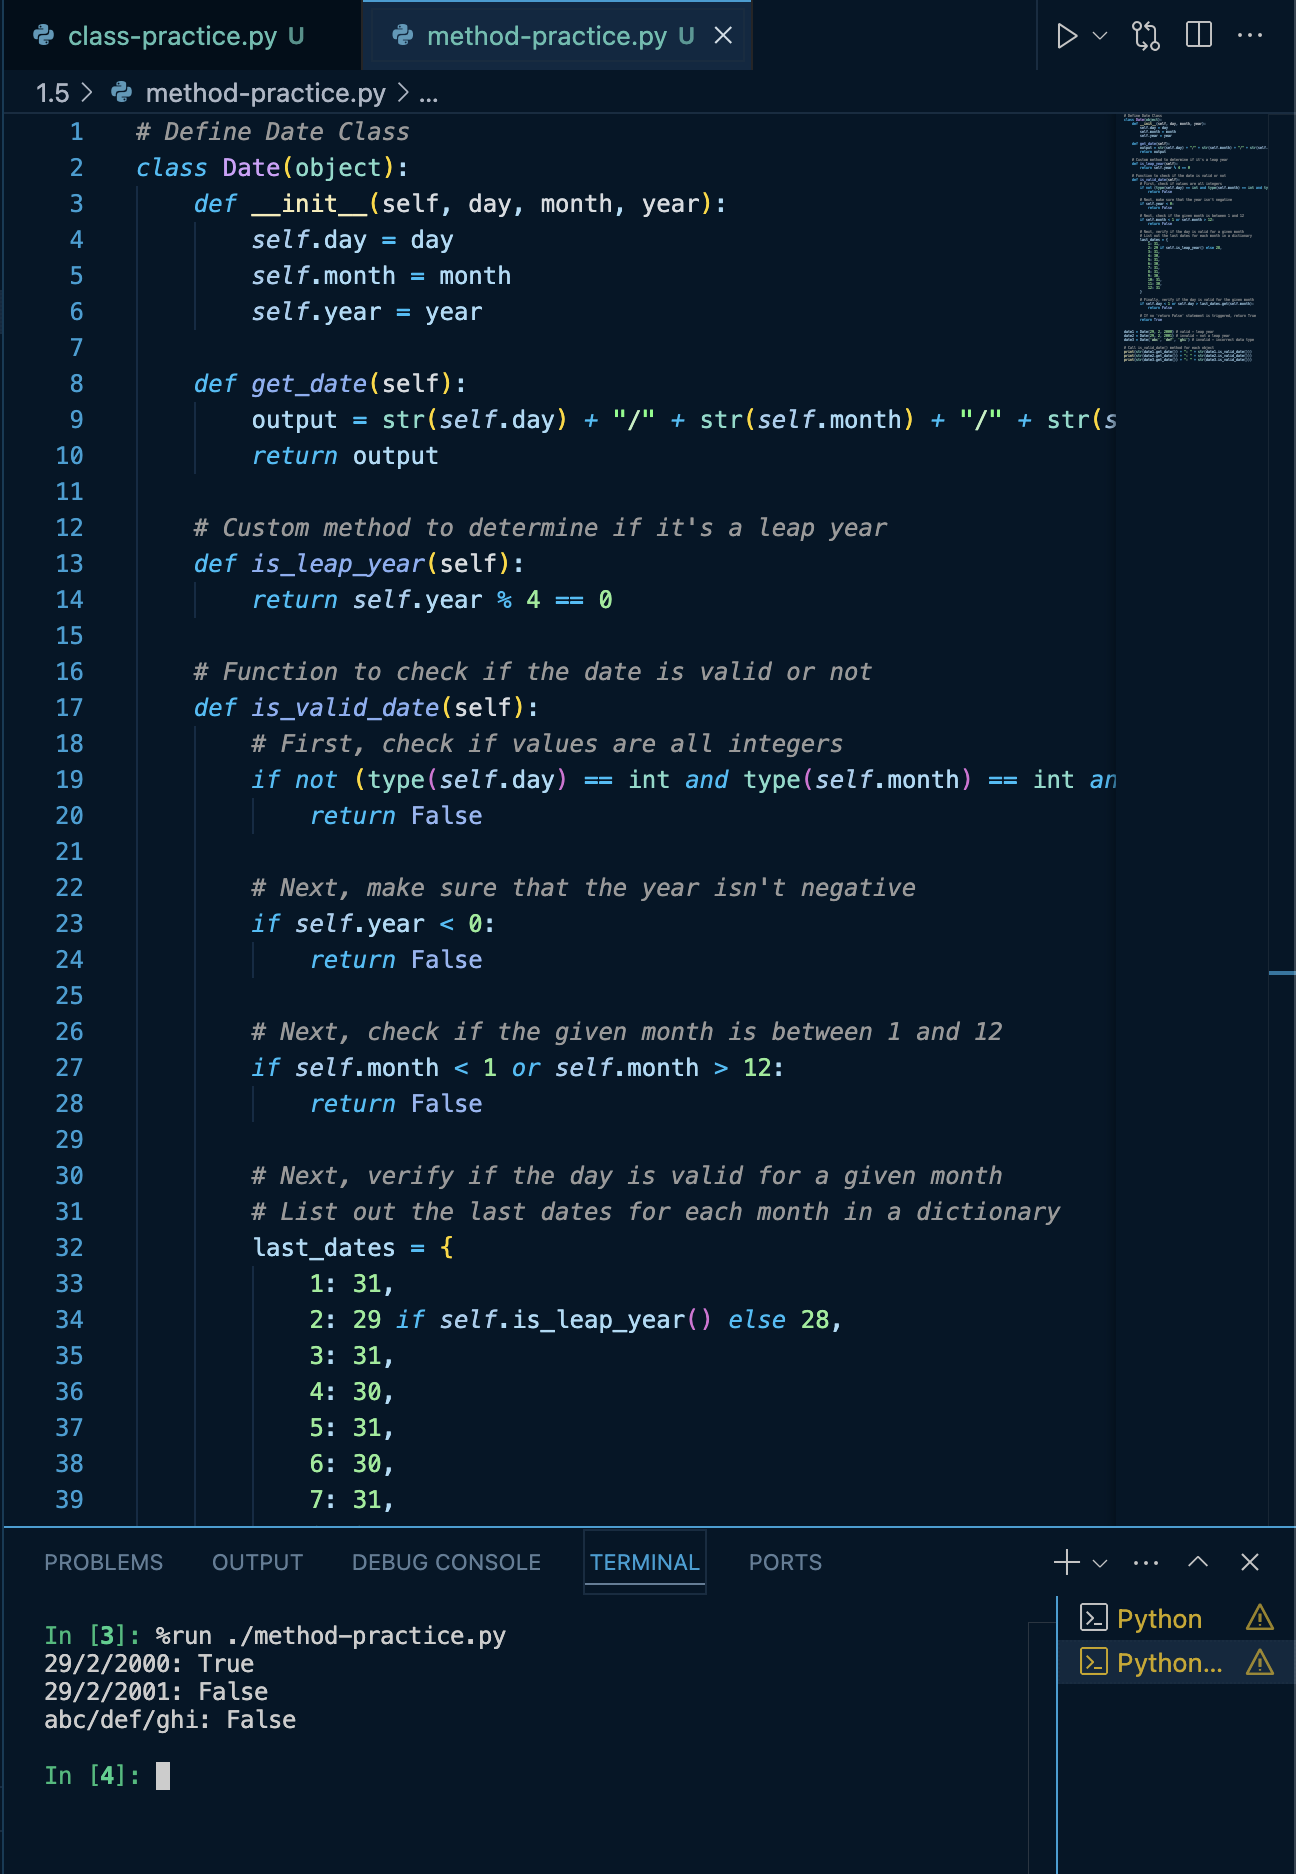 class-practice.py U
method-practice.py U
1.5 > method-practice.py > ...
1 # Define Date Class
2 class Date(object):
3 def __init__(self, day, month, year):
4 self.day = day
5 self.month = month
6 self.year = year
7
8 def get_date(self):
9 output = str(self.day) + "/" + str(self.month) + "/" + str(s
10 return output
11
12 # Custom method to determine if it's a leap year
13 def is_leap_year(self):
14 return self.year % 4 == 0
15
16 # Function to check if the date is valid or not
17 def is_valid_date(self):
18 # First, check if values are all integers
19 if not (type(self.day) == int and type(self.month) == int an
20 return False
21
22 # Next, make sure that the year isn't negative
23 if self.year < 0:
24 return False
25
26 # Next, check if the given month is between 1 and 12
27 if self.month < 1 or self.month > 12:
28 return False
29
30 # Next, verify if the day is valid for a given month
31 # List out the last dates for each month in a dictionary
32 last_dates = {
33 1: 31,
34 2: 29 if self.is_leap_year() else 28,
35 3: 31,
36 4: 30,
37 5: 31,
38 6: 30,
39 7: 31,
PROBLEMS OUTPUT DEBUG CONSOLE TERMINAL PORTS
In [3]: %run ./method-practice.py
29/2/2000: True
29/2/2001: False
abc/def/ghi: False
In [4]:
Python
Python...